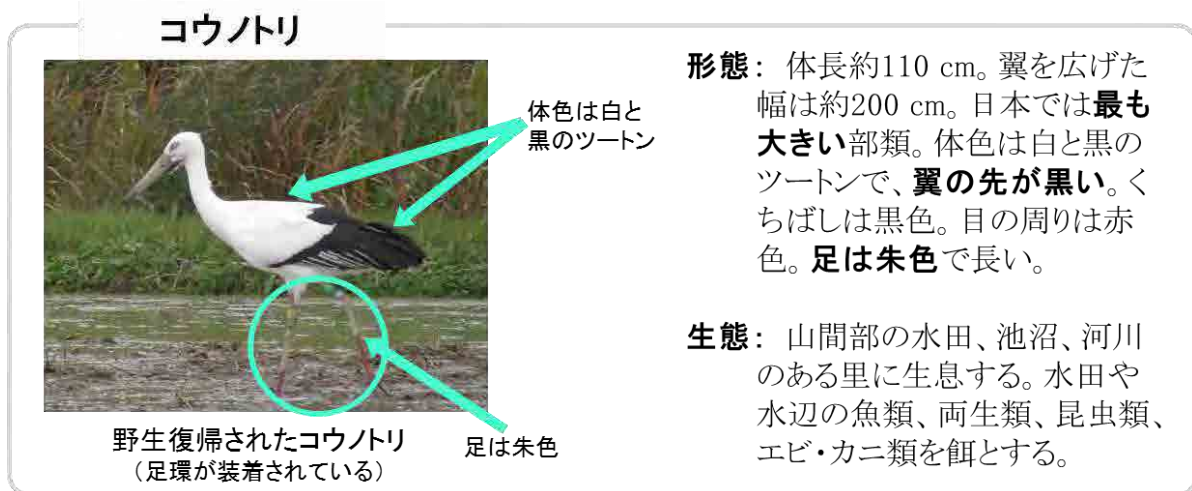 コウノトリ
体色は白と
黒のツートン
足は朱色
野生復帰されたコウノトリ
（足環が装着されている）
形態： 体長約110 cm。翼を広げた
幅は約200 cm。日本では最も
大きい部類。体色は白と黒の
ツートンで、翼の先が黒い。く
ちばしは黒色。目の周りは赤
色。足は朱色で長い。
生態： 山間部の水田、池沼、河川
のある里に生息する。水田や
水辺の魚類、両生類、昆虫類、
エビ・カニ類を餌とする。